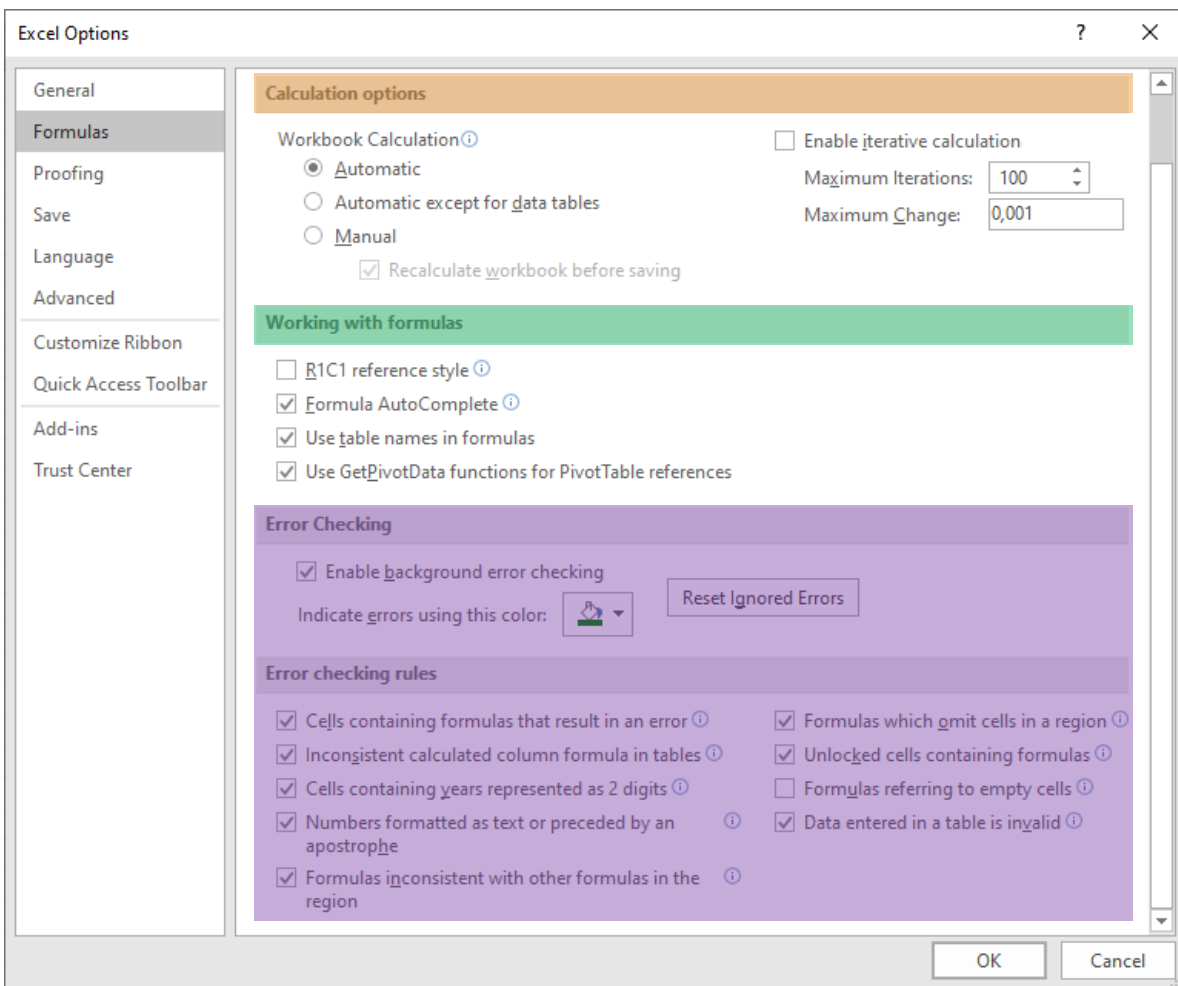 Excel Options
?
General
Formulas
Proofing
Save
Language
Advanced
Customize Ribbon
Quick Access Toolbar
Add-ins
Trust Center
Calculation options
Workbook Calculation
Automatic
Automatic except for data tables
Manual
Recalculate workbook before saving
Enable iterative calculation
Maximum Iterations: 100
Maximum Change: 0,001
Working with formulas
R1C1 reference style
Formula AutoComplete
Use table names in formulas
Use GetPivotData functions for PivotTable references
Error Checking
Enable background error checking
Indicate errors using this color:
Reset Ignored Errors
Error checking rules
Cells containing formulas that result in an error
Inconsistent calculated column formula in tables
Cells containing years represented as 2 digits
Numbers formatted as text or preceded by an
apostrophe
Formulas inconsistent with other formulas in the
region
Formulas which omit cells in a region
Unlocked cells containing formulas
Formulas referring to empty cells
Data entered in a table is invalid
OK
Cancel